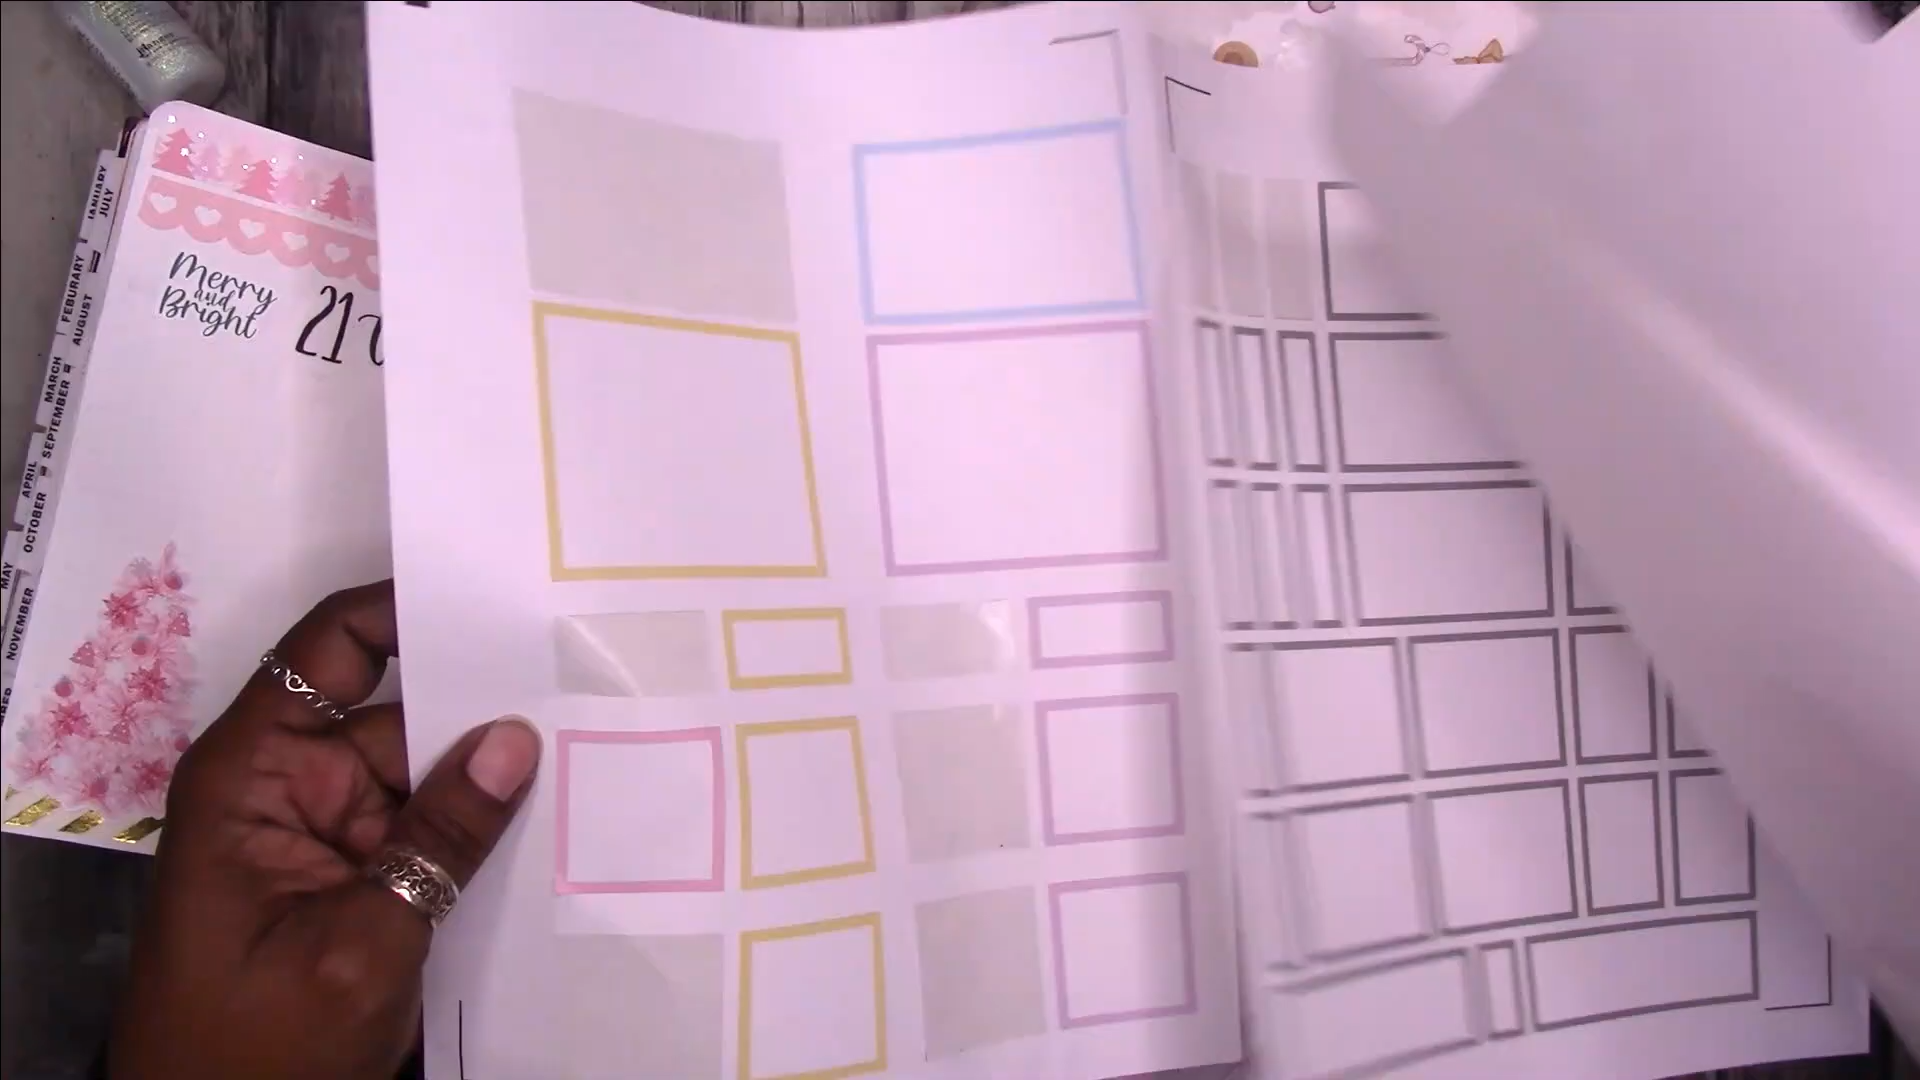 JANUARY
JULY
FEBURARY
AUGUST
MARCH
SEPTEMBER
APRIL
OCTOBER
MAY
NOVEMBER
Merry
and
Bright
21